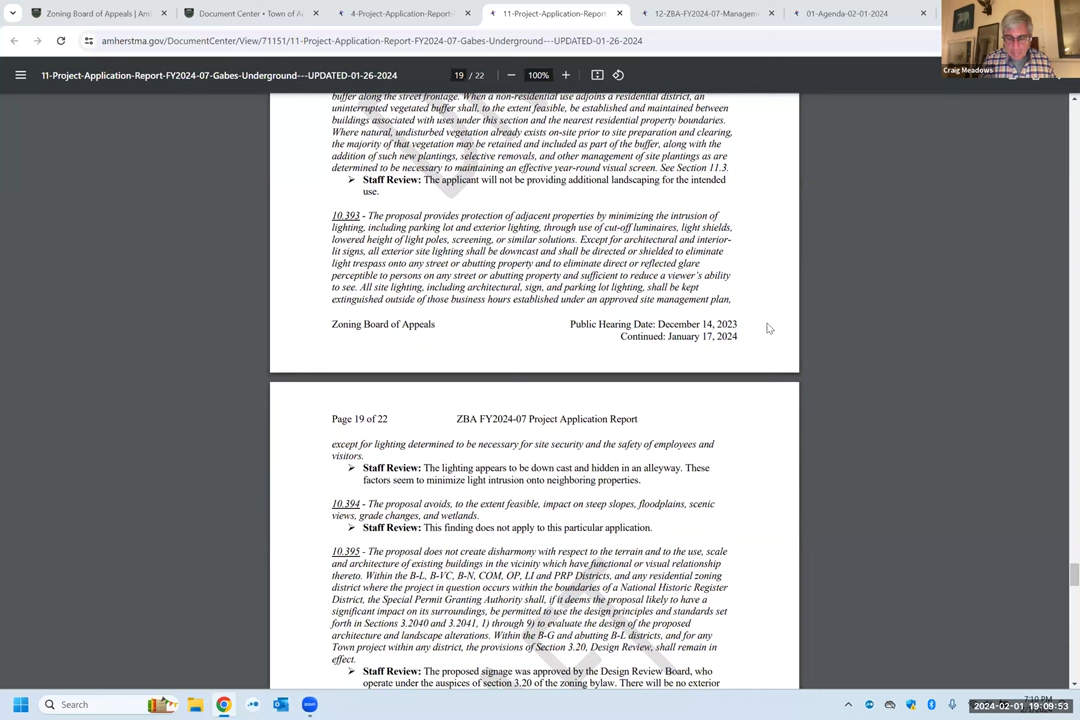 Zoning Board of Appeals | Aml
Document Center • Town of A
4-Project-Application-Report-
11-Project-Application-Report
12-ZBA-FY2024-07-Managem
01-Agenda-02-01-2024
amherstma.gov/DocumentCenter/View/71151/11-Project-Application-Report-FY2024-07-Gabes-Underground---UPDATED-01-26-2024
Craig Meadows
11-Project-Application-Report-FY2024-07-Gabes-Underground---UPDATED-01-26-2024
19 / 22
100%
buffer along the street frontage. When a non-residential use adjoins a residential district, an
uninterrupted vegetated buffer shall, to the extent feasible, be established and maintained between
buildings associated with uses under this section and the nearest residential property boundaries.
Where natural, undisturbed vegetation already exists on-site prior to site preparation and clearing,
the majority of that vegetation may be retained and included as part of the buffer, along with the
addition of such new plantings, selective removals, and other management of site plantings as are
determined to be necessary to maintaining an effective year-round visual screen. See Section 11.3.
➢ Staff Review: The applicant will not be providing additional landscaping for the intended
use.
10.393 - The proposal provides protection of adjacent properties by minimizing the intrusion of
lighting, including parking lot and exterior lighting, through use of cut-off luminaires, light shields,
lowered height of light poles, screening, or similar solutions. Except for architectural and interior-
lit signs, all exterior site lighting shall be downcast and shall be directed or shielded to eliminate
light trespass onto any street or abutting property and to eliminate direct or reflected glare
perceptible to persons on any street or abutting property and sufficient to reduce a viewer's ability
to see. All site lighting, including architectural, sign, and parking lot lighting, shall be kept
extinguished outside of those business hours established under an approved site management plan,
Zoning Board of Appeals
Public Hearing Date: December 14, 2023
Continued: January 17, 2024
Page 19 of 22
ZBA FY2024-07 Project Application Report
except for lighting determined to be necessary for site security and the safety of employees and
visitors.
➢ Staff Review: The lighting appears to be down cast and hidden in an alleyway. These
factors seem to minimize light intrusion onto neighboring properties.
10.394 - The proposal avoids, to the extent feasible, impact on steep slopes, floodplains, scenic
views, grade changes, and wetlands.
➢ Staff Review: This finding does not apply to this particular application.
10.395 - The proposal does not create disharmony with respect to the terrain and to the use, scale
and architecture of existing buildings in the vicinity which have functional or visual relationship
thereto. Within the B-L, B-VC, B-N, COM, OP, LI and PRP Districts, and any residential zoning
district where the project in question occurs within the boundaries of a National Historic Register
District, the Special Permit Granting Authority shall, if it deems the proposal likely to have a
significant impact on its surroundings, be permitted to use the design principles and standards set
forth in Sections 3.2040 and 3.2041, 1) through 9) to evaluate the design of the proposed
architecture and landscape alterations. Within the B-G and abutting B-L districts, and for any
Town project within any district, the provisions of Section 3.20, Design Review, shall remain in
effect.
➢ Staff Review: The proposed signage was approved by the Design Review Board, who
operate under the auspices of section 3.20 of the zoning bylaw. There will be no exterior
Search
7:10 PM
2024-02-01 19:09:53